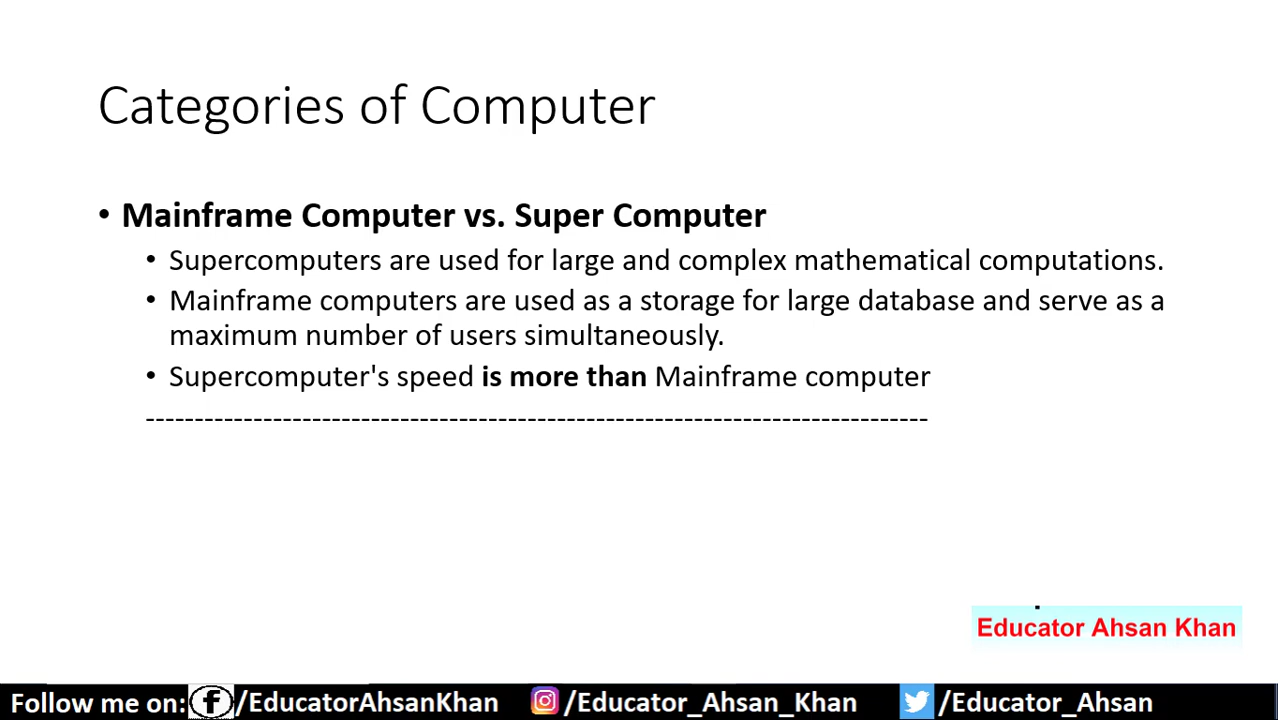 Categories of Computer
• Mainframe Computer vs. Super Computer
• Supercomputers are used for large and complex mathematical computations.
• Mainframe computers are used as a storage for large database and serve as a
maximum number of users simultaneously.
• Supercomputer's speed is more than Mainframe computer
--------------------------------------------------------------------------------
Educator Ahsan Khan
Follow me on: /EducatorAhsanKhan /Educator_Ahsan_Khan /Educator_Ahsan